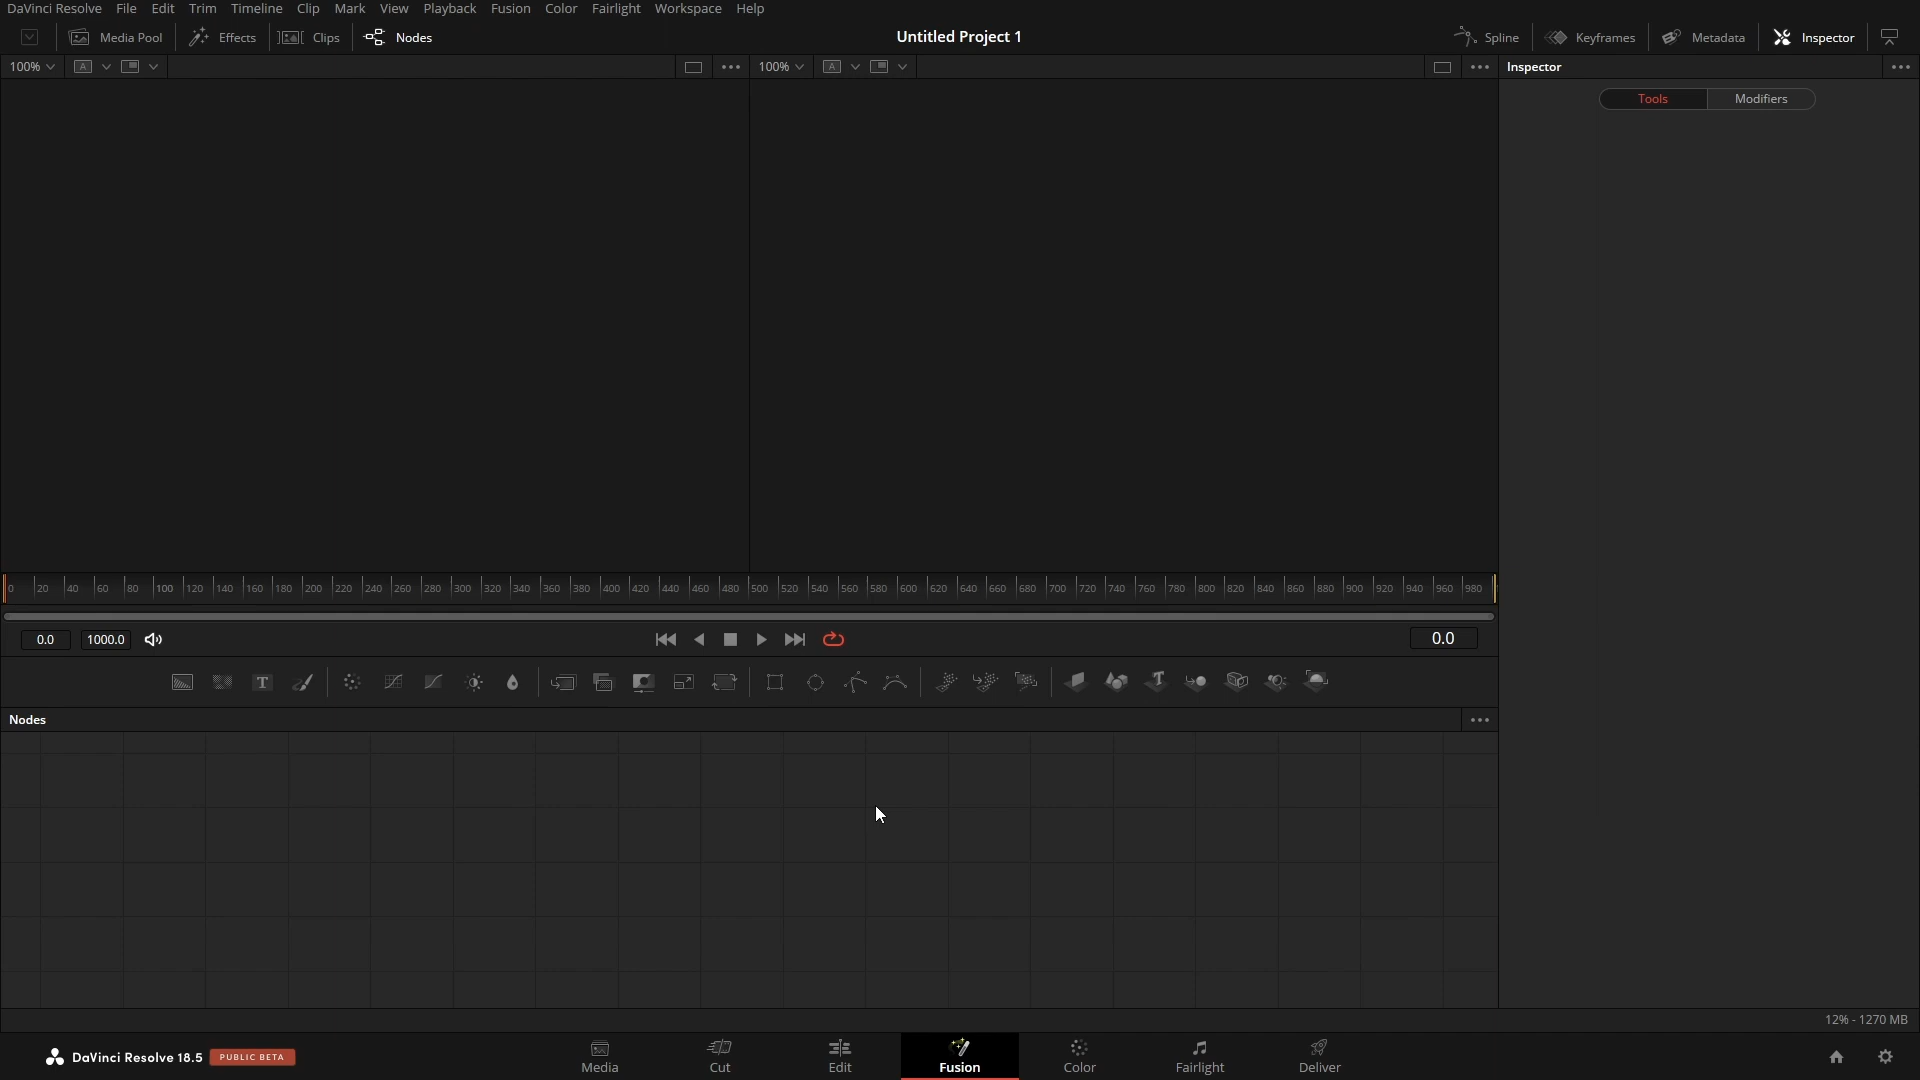 DaVinci Resolve File Edit Trim Timeline Clip Mark View Playback Fusion Color Fairlight Workspace Help
Media Pool Effects Clips Nodes Untitled Project 1 Spline Keyframes Metadata Inspector
100% A 100% A Inspector
Tools Modifiers
0 20 40 60 80 100 120 140 160 180 200 220 240 260 280 300 320 340 360 380 400 420 440 460 480 500 520 540 560 580 600 620 640 660 680 700 720 740 760 780 800 820 840 860 880 900 920 940 960 980
0.0 1000.0 0.0
T T
Nodes
12% - 1270 MB
DaVinci Resolve 18.5 PUBLIC BETA Media Cut Edit Fusion Color Fairlight Deliver